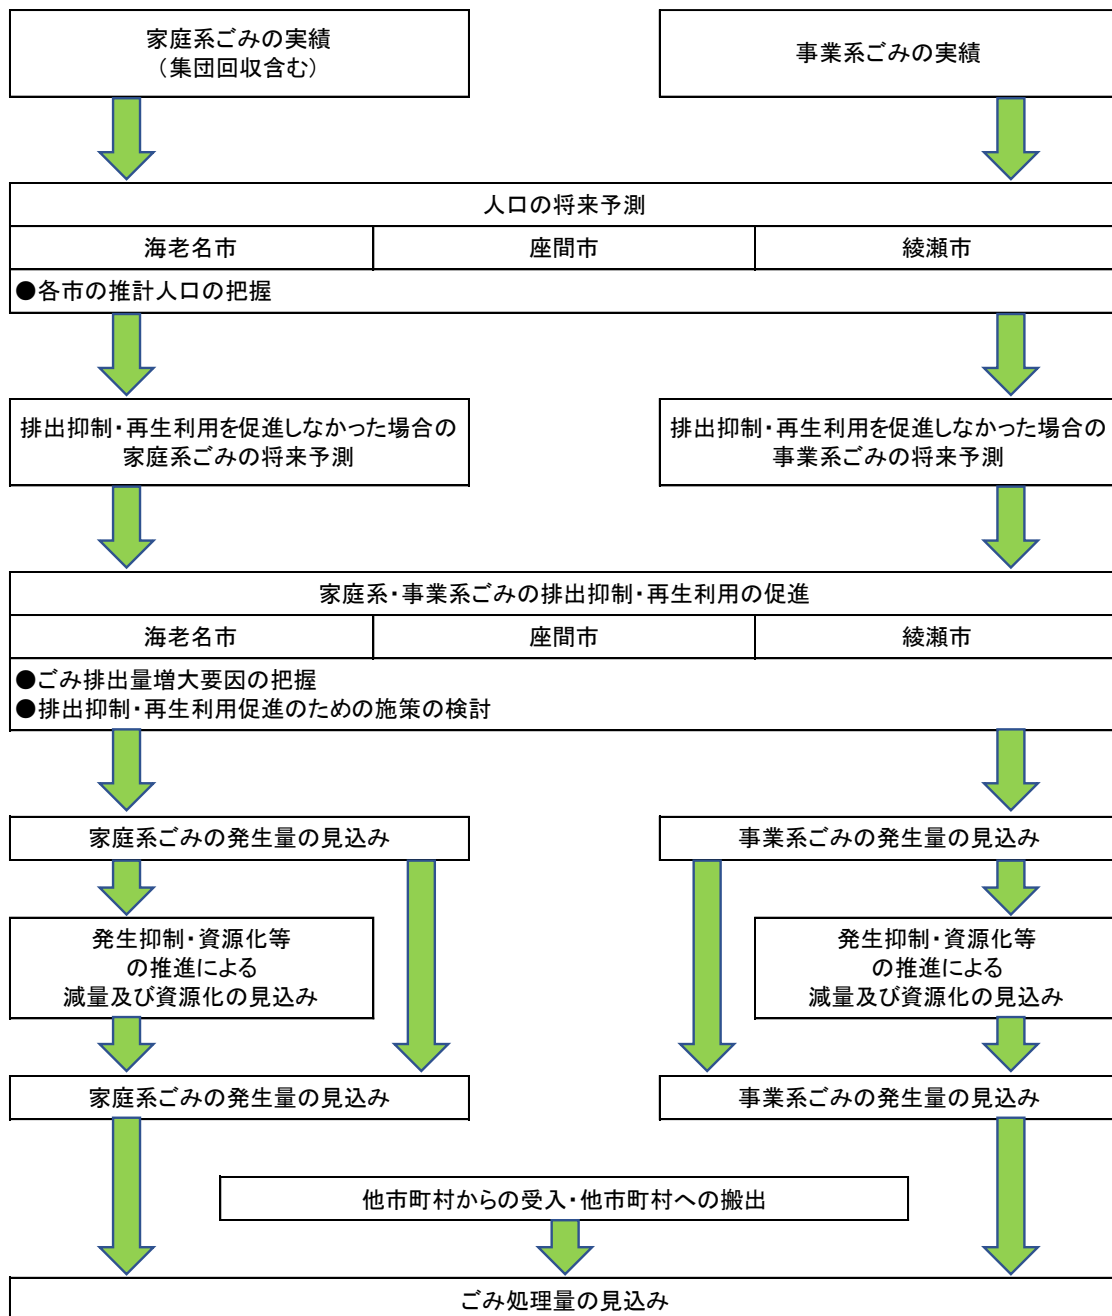 家庭系ごみの実績
（集団回収含む）
事業系ごみの実績
人口の将来予測
海老名市
座間市
綾瀬市
●各市の推計人口の把握
排出抑制・再生利用を促進しなかった場合の
家庭系ごみの将来予測
排出抑制・再生利用を促進しなかった場合の
事業系ごみの将来予測
家庭系・事業系ごみの排出抑制・再生利用の促進
海老名市
座間市
綾瀬市
●ごみ排出量増大要因の把握
●排出抑制・再生利用促進のための施策の検討
家庭系ごみの発生量の見込み
事業系ごみの発生量の見込み
発生抑制・資源化等
の推進による
減量及び資源化の見込み
発生抑制・資源化等
の推進による
減量及び資源化の見込み
家庭系ごみの発生量の見込み
事業系ごみの発生量の見込み
他市町村からの受入・他市町村への搬出
ごみ処理量の見込み